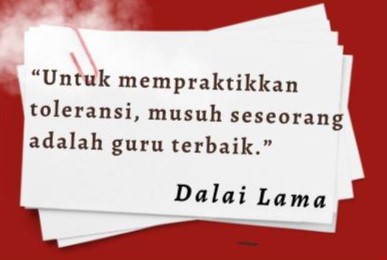 “Untuk mempraktikkan
toleransi, musuh seseorang
adalah guru terbaik.”
Dalai Lama